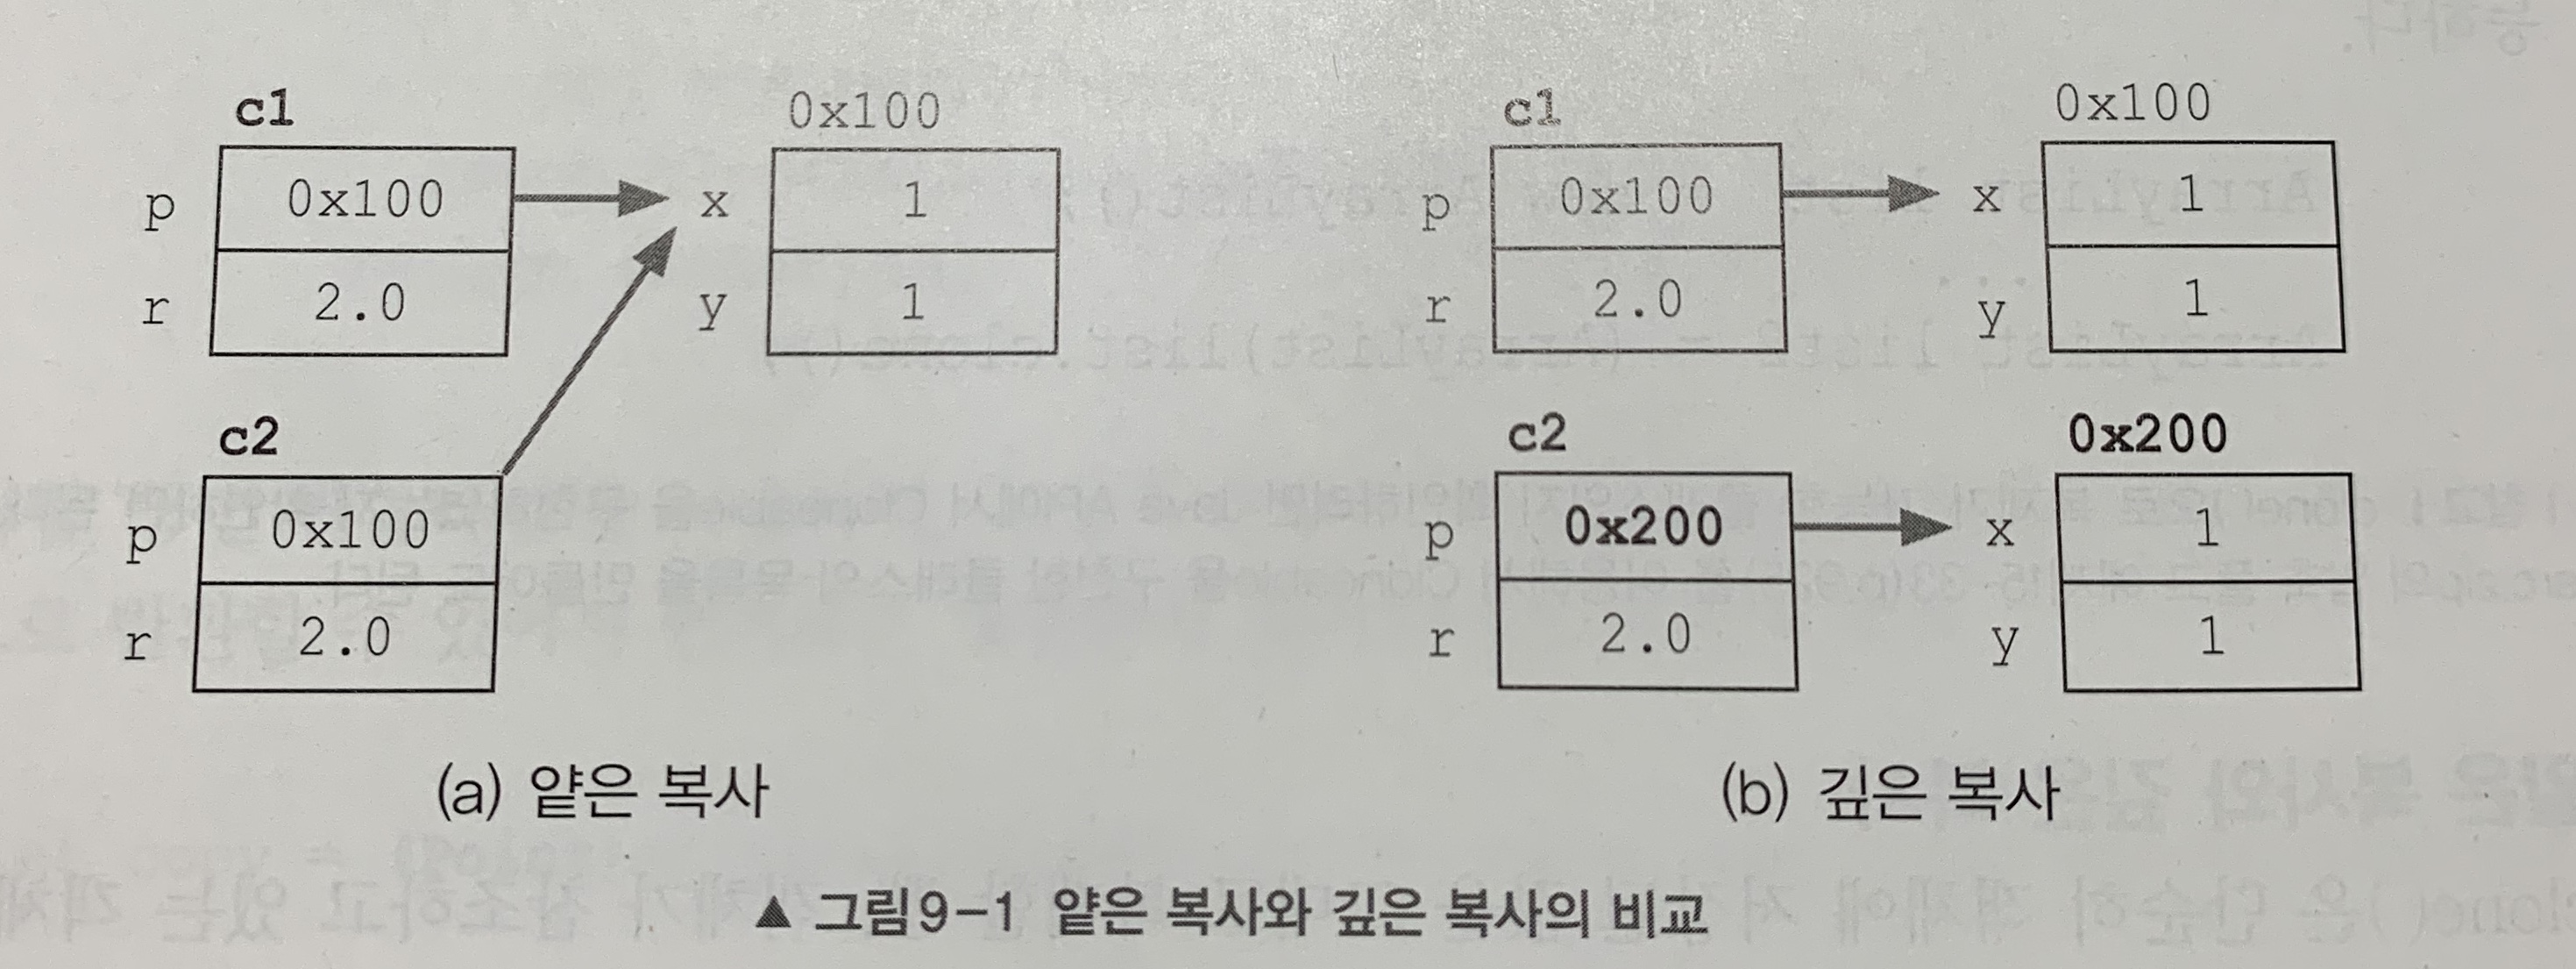 c1 0x100 c1 0x100
p 0x100 x 1 p 0x100 x 1
r 2.0 y 1 r 2.0 y 1
c2 c2 0x200
p 0x100 p 0x200 x 1
r 2.0 r 2.0 y 1
(a) 얕은 복사 (b) 깊은 복사
▲ 그림9-1 얕은 복사와 깊은 복사의 비교